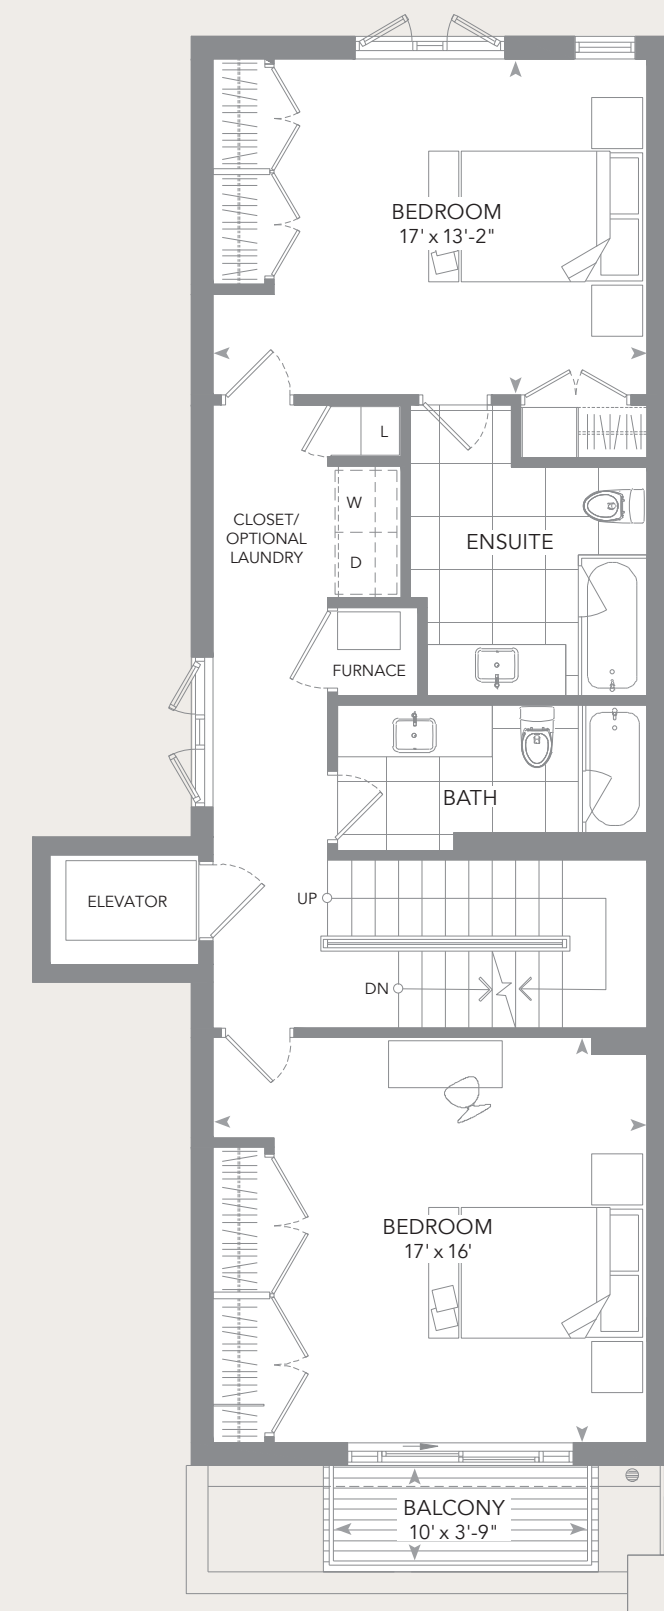 BEDROOM
17' x 13'-2"
L
W
CLOSET/
OPTIONAL
LAUNDRY
D
ENSUITE
FURNACE
BATH
ELEVATOR
UP
DN
BEDROOM
17' x 16'
BALCONY
10' x 3'-9"